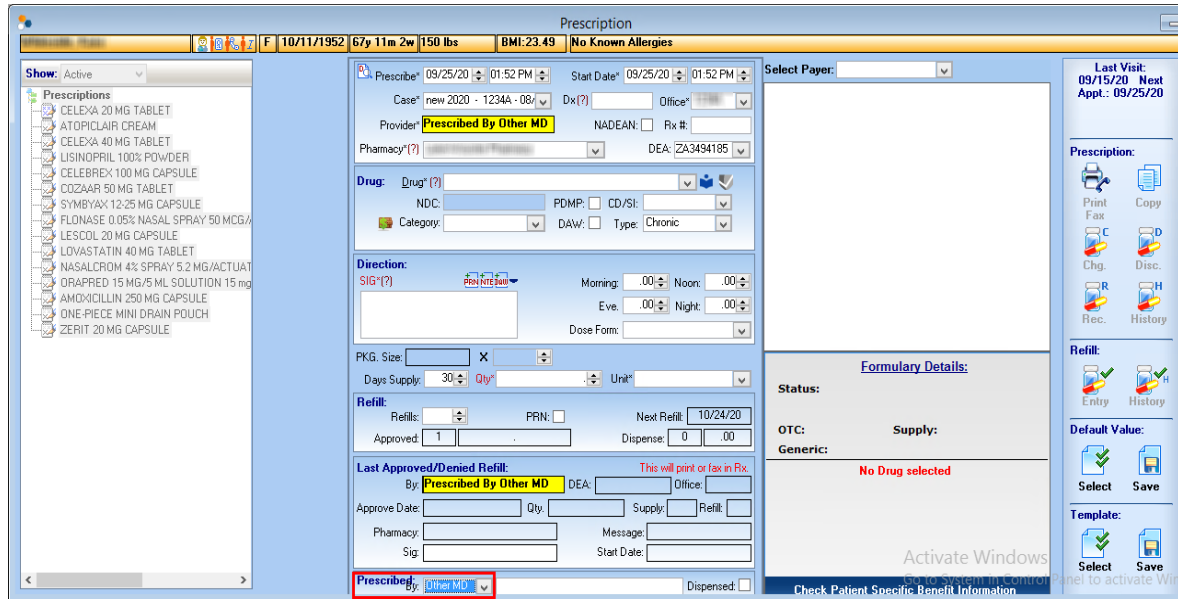 Prescription
F 10/11/1952 67y 11m 2w 150 lbs BMI:23.49 No Known Allergies
Show: Active
Prescriptions
CELEXA 20 MG TABLET
ATOPICLAIR CREAM
CELEXA 40 MG TABLET
LISINOPRIL 100% POWDER
CELEBREX 100 MG CAPSULE
COZAAR 50 MG TABLET
SYMBYAX 12-25 MG CAPSULE
FLONASE 0.05% NASAL SPRAY 50 MCG/
LESCOL 20 MG CAPSULE
LOVASTATIN 40 MG TABLET
NASALCROM 4% SPRAY 5.2 MG/ACTUAT
ORAPRED 15 MG/5 ML SOLUTION 15 mg
AMOXICILLIN 250 MG CAPSULE
ONE-PIECE MINI DRAIN POUCH
ZERIT 20 MG CAPSULE
Prescribe* 09/25/20 01:52 PM Start Date* 09/25/20 01:52 PM
Case* new 2020 - 1234A - 08/ Dx(?) Office*
Provider* Prescribed By Other MD NADEAN: Rx #:
Pharmacy*(?) DEA: ZA3494185
Drug: Drug*(?)
NDC: PDMP: CD/SI:
Category: DAW: Type: Chronic
Direction:
SIG*(?) PRN NTE DAW Morning: .00 Noon: .00
Eve. .00 Night: .00
Dose Form:
PKG. Size: X
Days Supply: 30 Qty* . Unit*
Refill:
Refills: PRN: Next Refill: 10/24/20
Approved: 1 . Dispense: 0 .00
Last Approved/Denied Refill: This will print or fax in Rx.
By: Prescribed By Other MD DEA: Office:
Approve Date: Qty. Supply: Refill:
Pharmacy: Message:
Sig: Start Date:
Prescribed:
By: Other MD Dispensed:
Select Payer:
Formulary Details:
Status:
OTC: Supply:
Generic:
No Drug selected
Check Patient Specific Benefit Information
Last
Visit:
09/15/20 Next
Appt.: 09/25/20
Prescription:
Print Fax
Copy
C
Chg.
D
Disc.
R
Rec.
H
History
Refill:
Entry
H
History
Default Value:
Select Save
Template:
Select Save
Activate Windows
Go to System in Control Panel to activate Wi